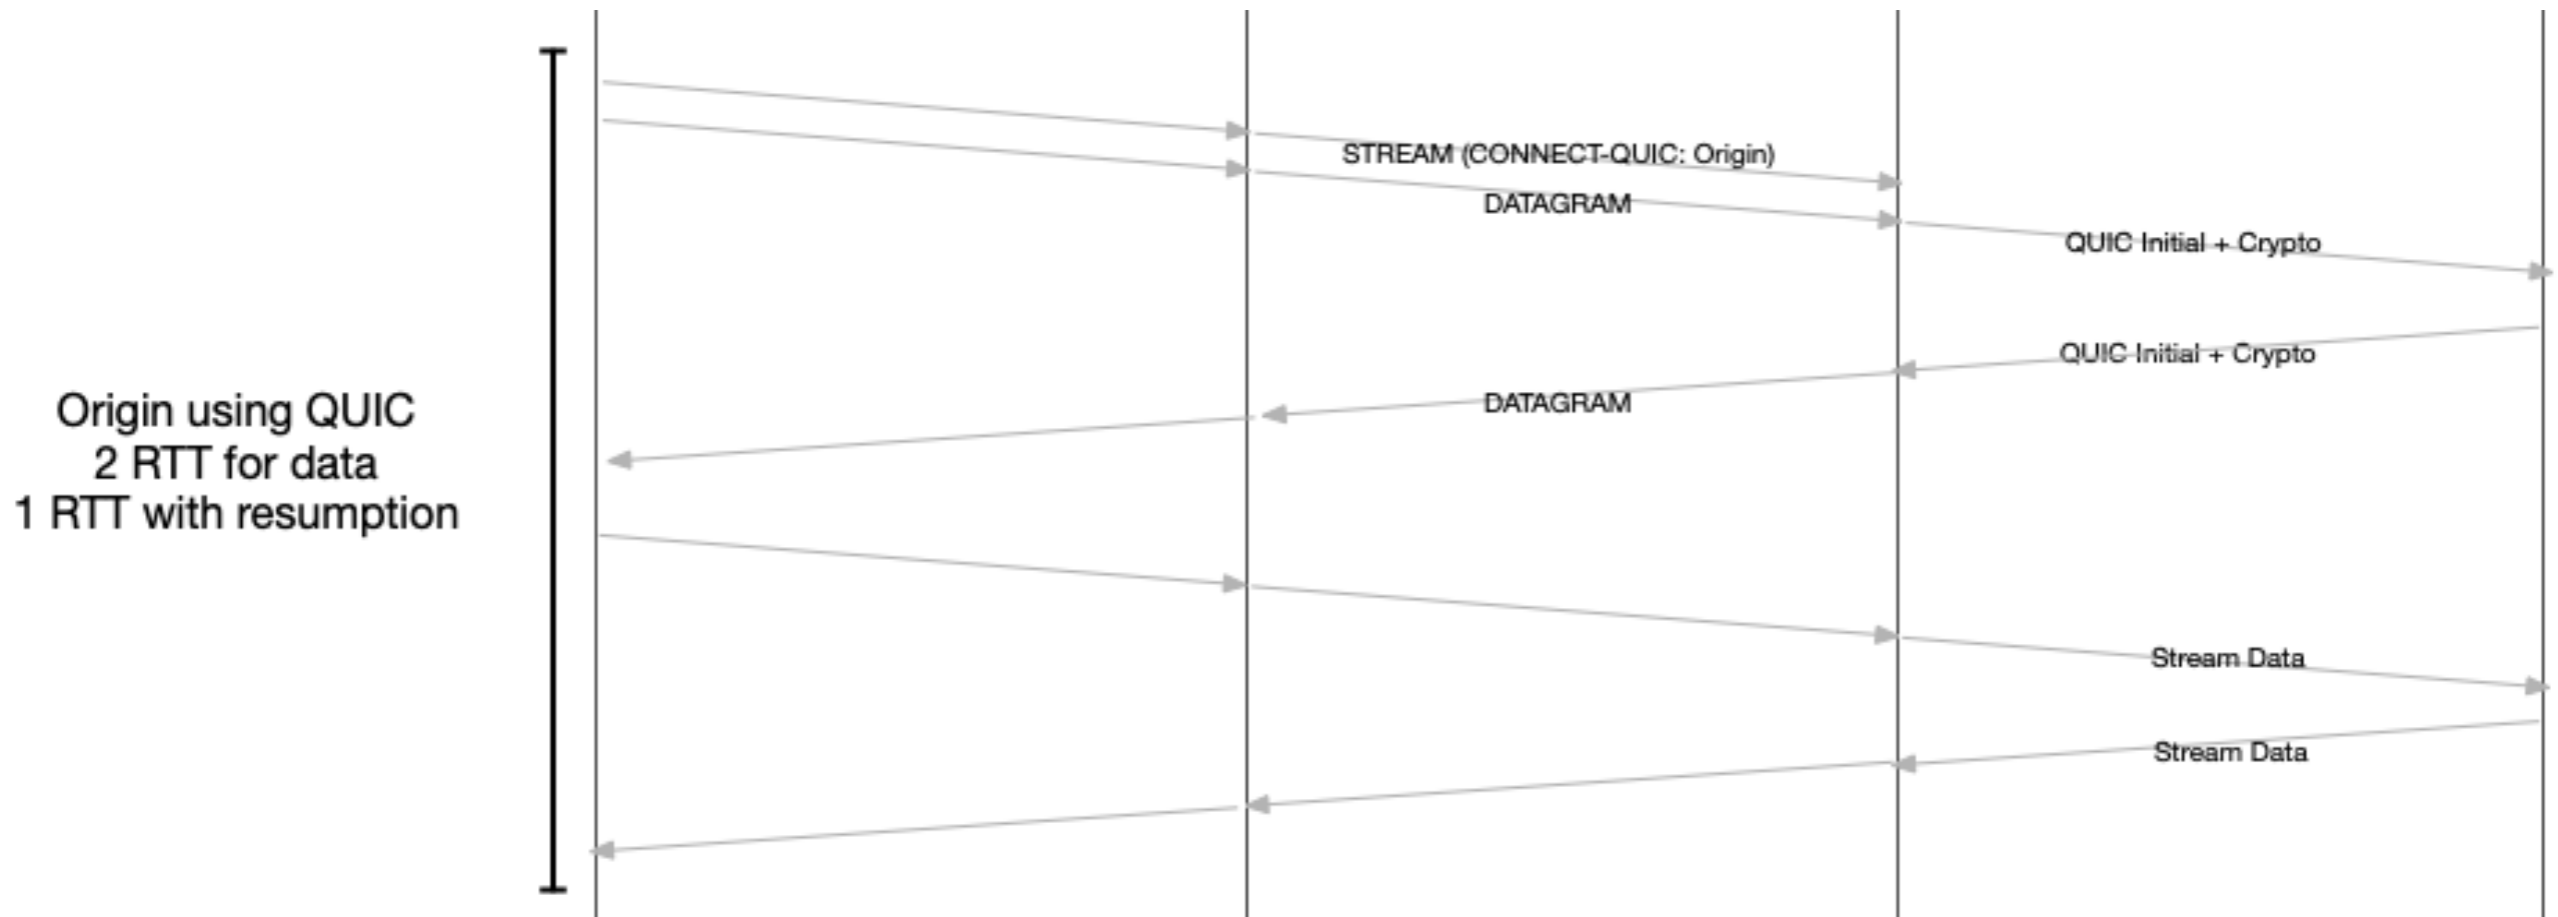 STREAM (CONNECT-QUIC: Origin)
DATAGRAM
QUIC Initial + Crypto
QUIC Initial + Crypto
DATAGRAM
Origin using QUIC
2 RTT for data
1 RTT with resumption
Stream Data
Stream Data